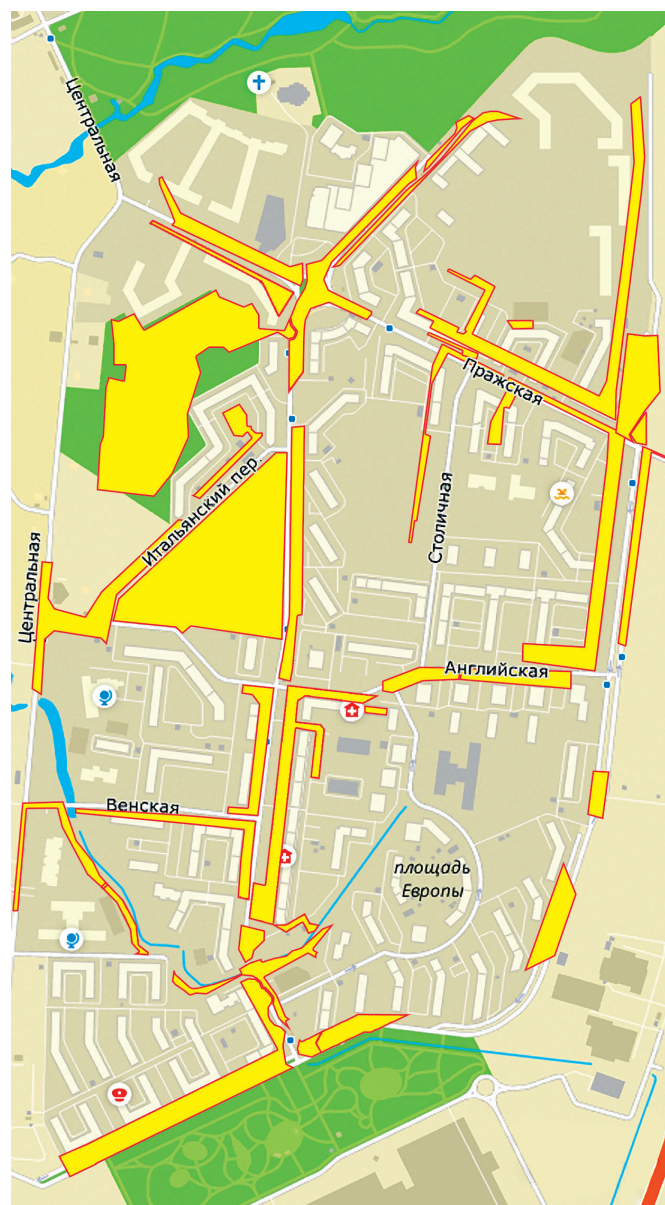 Центральная
Пражская
Итальянский пер.
Столичная
Центральная
Английская
Венская
площадь
Европы